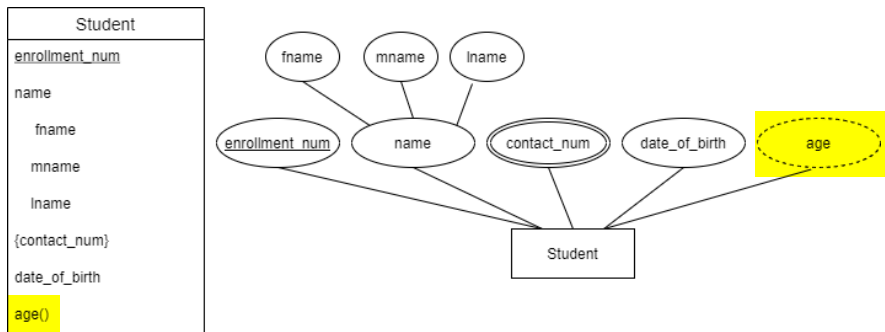 Student
enrollment_num
name
fname
mname
lname
{contact_num}
date_of_birth
age()
fname
mname
lname
enrollment_num
name
contact_num
date_of_birth
age
Student